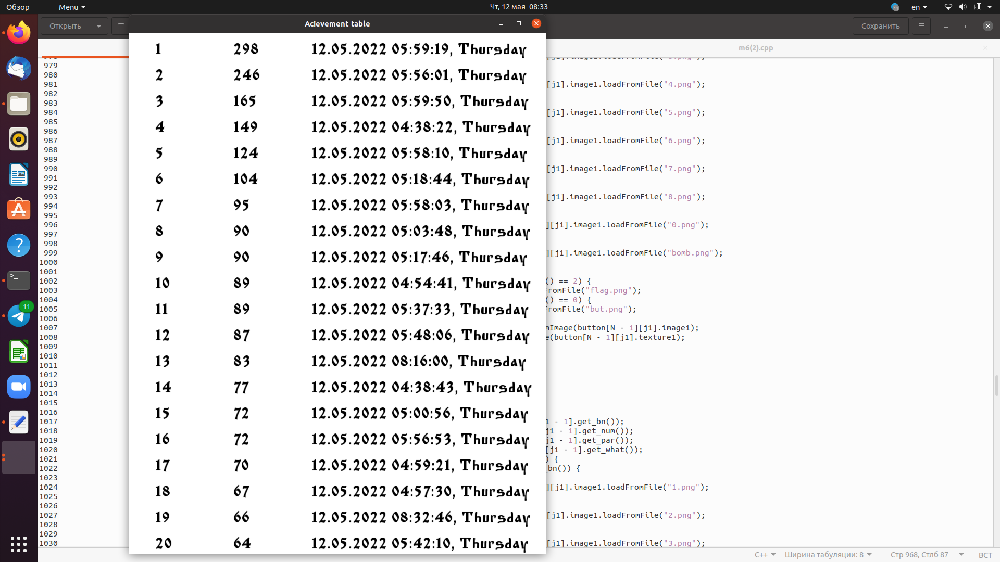 Обзор Menu Чт, 12 мая 08:33 en
Открыть Acievement table Сохранить
m6(2).cpp
1 298 12.05.2022 05:59:19, Thursday
2 246 12.05.2022 05:56:01, Thursday
3 165 12.05.2022 05:59:50, Thursday
4 149 12.05.2022 04:38:22, Thursday
5 124 12.05.2022 05:58:10, Thursday
6 104 12.05.2022 05:18:44, Thursday
7 95 12.05.2022 05:58:03, Thursday
8 90 12.05.2022 05:03:48, Thursday
9 90 12.05.2022 05:17:46, Thursday
10 89 12.05.2022 04:54:41, Thursday
11 89 12.05.2022 05:37:33, Thursday
12 87 12.05.2022 05:48:06, Thursday
13 83 12.05.2022 08:16:00, Thursday
14 77 12.05.2022 04:38:43, Thursday
15 72 12.05.2022 05:00:56, Thursday
16 72 12.05.2022 05:56:53, Thursday
17 70 12.05.2022 04:59:21, Thursday
18 67 12.05.2022 04:57:30, Thursday
19 66 12.05.2022 08:32:46, Thursday
20 64 12.05.2022 05:42:10, Thursday
979
980
981 [j1].image1.loadFromFile("4.png");
982
983
984 [j1].image1.loadFromFile("5.png");
985
986
987 [j1].image1.loadFromFile("6.png");
988
989
990 [j1].image1.loadFromFile("7.png");
991
992
993 [j1].image1.loadFromFile("8.png");
994
995
996 ][j1].image1.loadFromFile("0.png");
997
998
999 ][j1].image1.loadFromFile("bomb.png");
1000
1001
1002 () == 2) {
1003 FromFile("flag.png");
1004 () == 0) {
1005 FromFile("but.png");
1006
1007 mImage(button[N - 1][j1].image1);
1008 e(button[N - 1][j1].texture1);
1009
1010
1011
1012
1013
1014
1015
1016
1017 1 - 1].get_bn());
1018 j1 - 1].get_num());
1019 j1 - 1].get_par());
1020 [j1 - 1].get_what());
1021 ) {
1022 _bn()) {
1023
1024 ][j1].image1.loadFromFile("1.png");
1025
1026
1027 [j1].image1.loadFromFile("2.png");
1028
1029
1030 [j1].image1.loadFromFile("3.png");
11
C++ Ширина табуляции: 8 Стр 968, Стлб 87 ВСТ